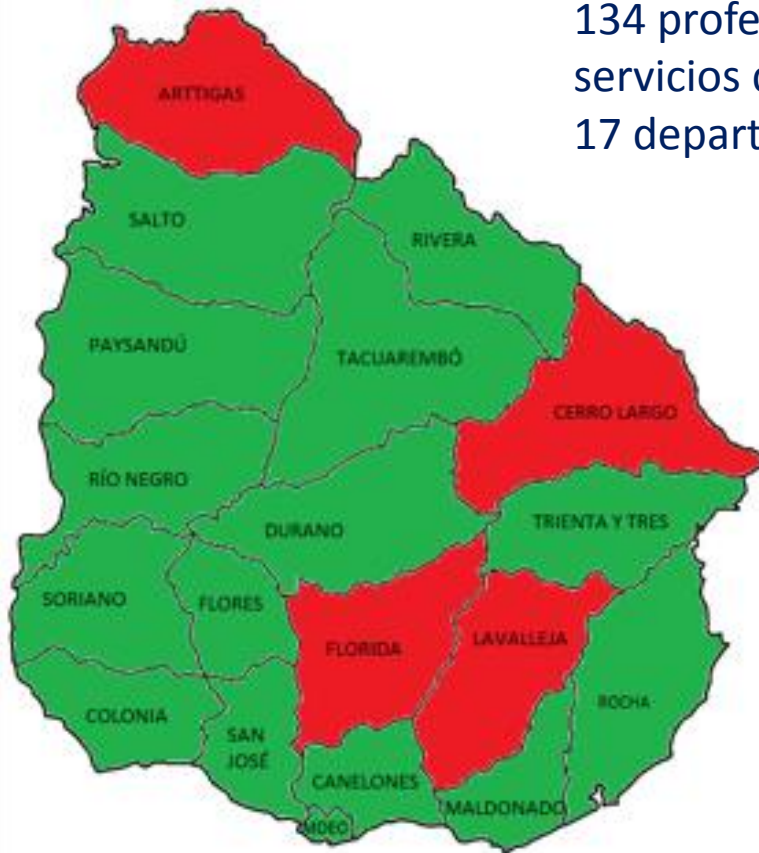 134 profe
servicios
17 depart
ARTTIGAS
SALTO
RIVERA
PAYSANDÚ
TACUAREMBÓ
CERRO LARGO
RÍO NEGRO
DURANO
TRIENTA Y TRES
SORIANO
FLORES
FLORIDA
LAVALLEJA
ROCHA
COLONIA
SAN
JOSÉ
CANELONES
MALDONADO
MDEO